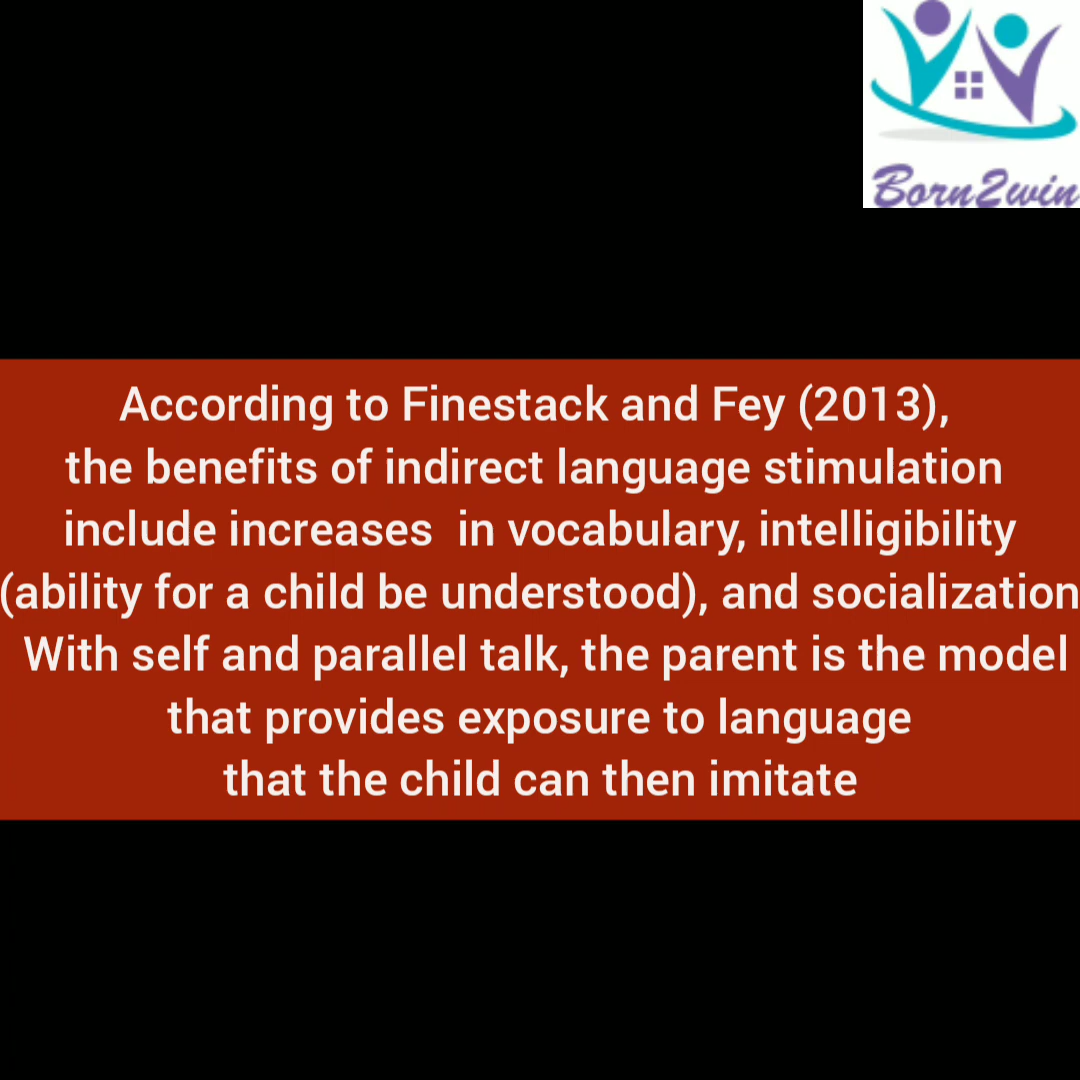 Born2win
According to Finestack and Fey (2013),
the benefits of indirect language stimulation
include increases in vocabulary, intelligibility
(ability for a child be understood), and socialization
With self and parallel talk, the parent is the model
that provides exposure to language
that the child can then imitate